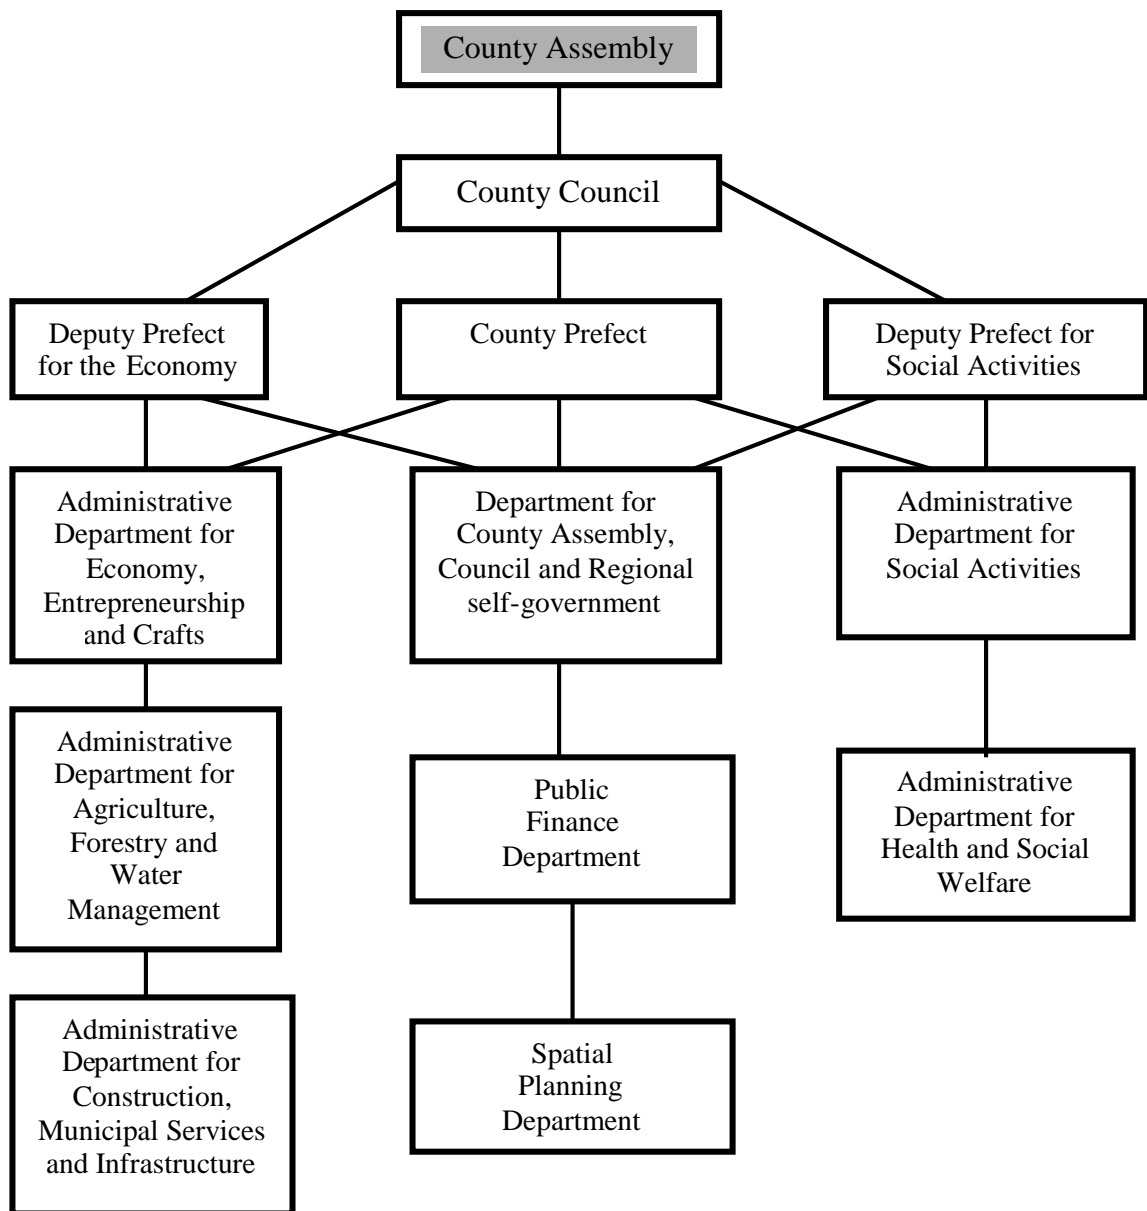 County Assembly
County Council
Deputy Prefect
for the Economy
County Prefect
Deputy Prefect for
Social Activities
Administrative
Department for
Economy,
Entrepreneurship
and Crafts
Department for
County Assembly,
Council and Regional
self-government
Administrative
Department for
Social Activities
Administrative
Department for
Agriculture,
Forestry and
Water
Management
Public
Finance
Department
Administrative
Department for
Health and Social
Welfare
Administrative
Department for
Construction,
Municipal Services
and Infrastructure
Spatial
Planning
Department